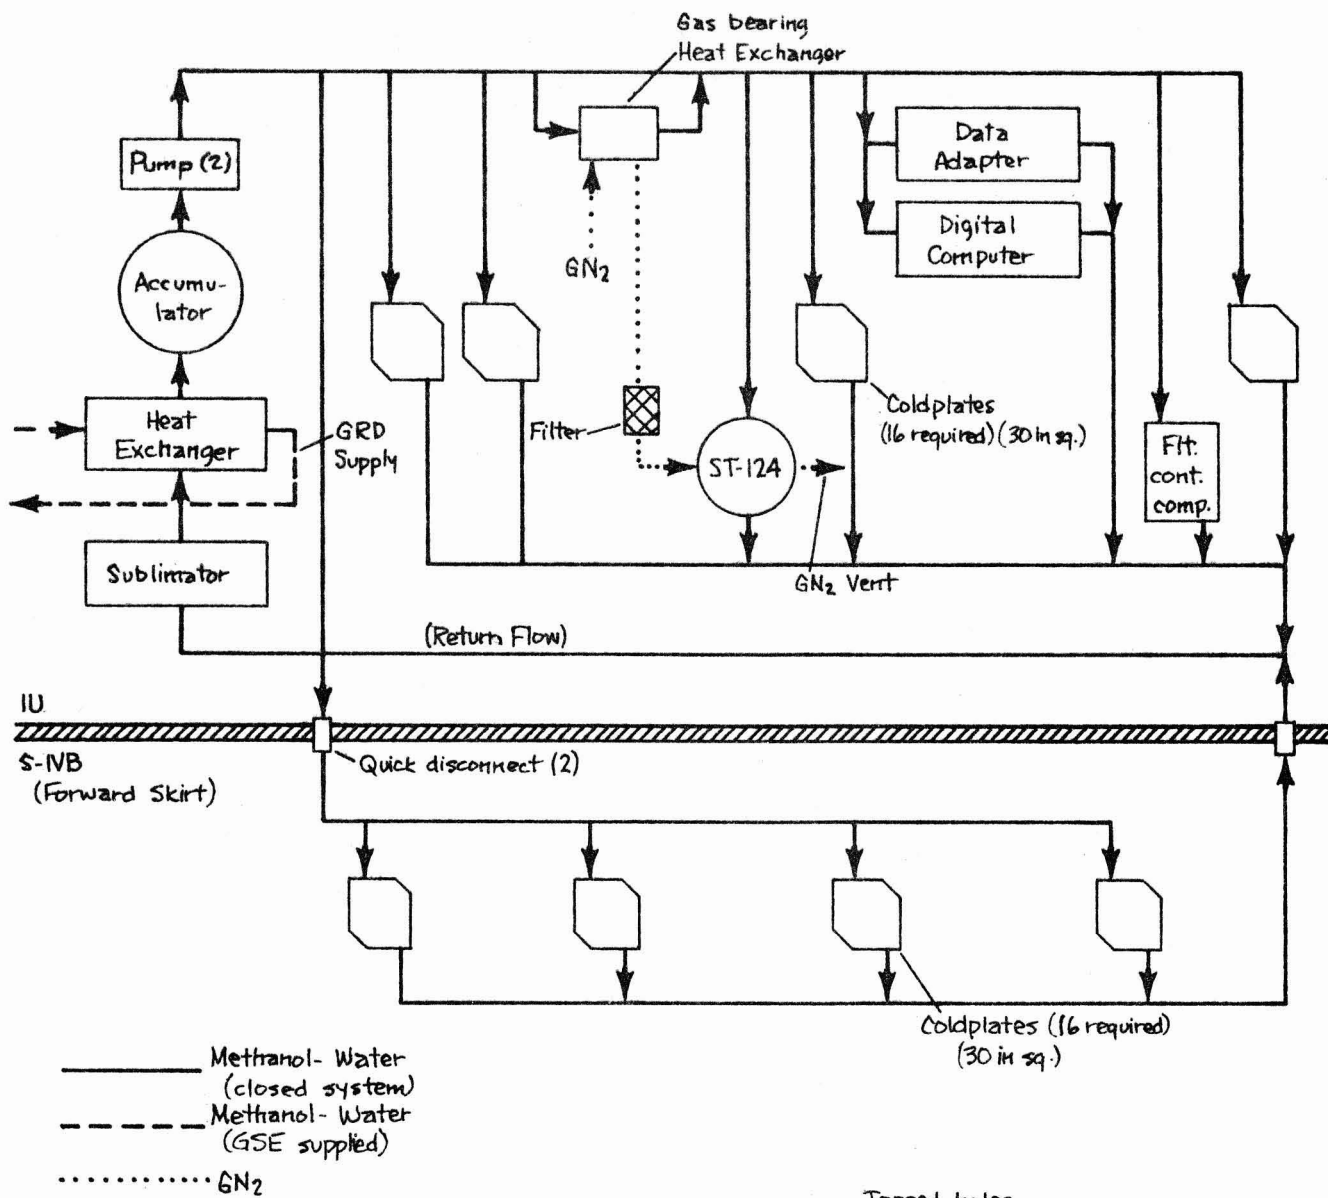 Gas bearing
Heat Exchanger
Pump (2)
Data
Adapter
Digital
Computer
GN₂
Accumu-
lator
Coldplates
(16 required) (30 in sq.)
Heat
Exchanger
GRD
Supply
Filter
ST-124
Flt.
cont.
comp.
Sublimator
GN₂ Vent
(Return Flow)
IU
S-IVB
(Forward Skirt)
Quick disconnect (2)
Coldplates (16 required)
(30 in sq.)
Methanol-Water
(closed system)
Methanol-Water
(GSE supplied)
GN₂